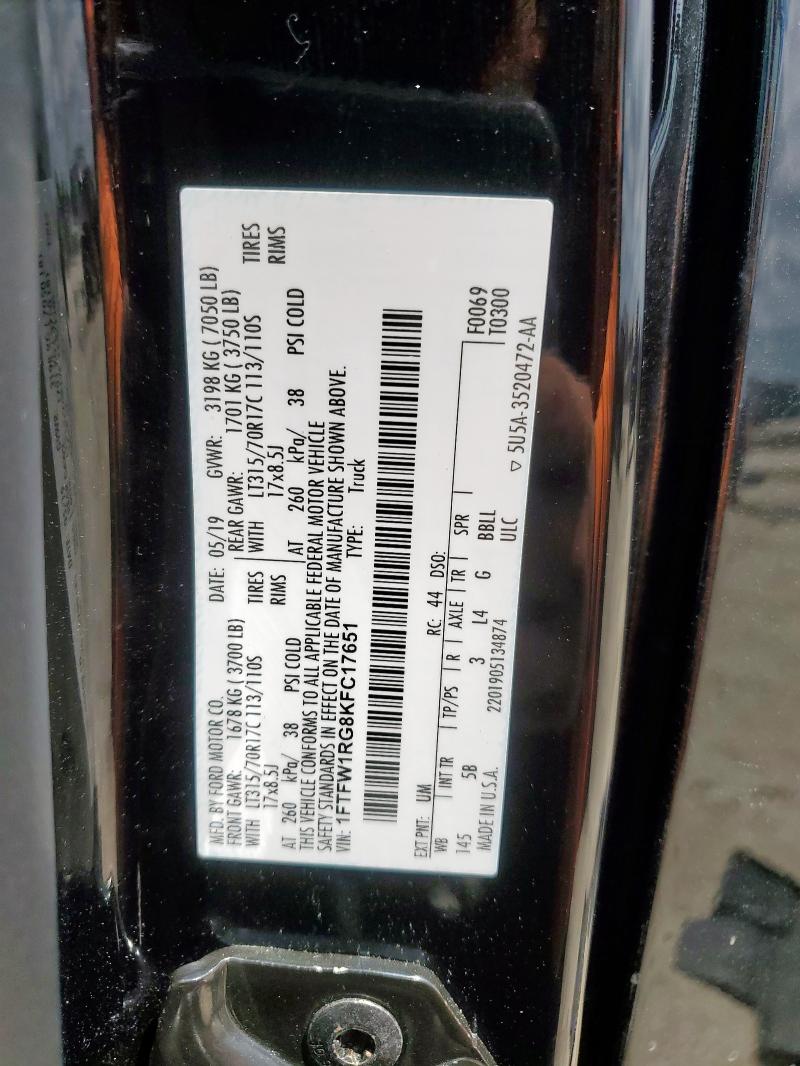 MFD. BY FORD MOTOR CO. DATE: 05/19 GVWR: 3198 KG ( 7050 LB)
FRONT GAWR: 1678 KG ( 3700 LB) REAR GAWR: 1701 KG ( 3750 LB)
WITH LT315/70R17C 113/110S TIRES WITH LT315/70R17C 113/110S TIRES
17x8.5J RIMS 17x8.5J RIMS
AT 260 kPa/ 38 PSI COLD AT 260 kPa/ 38 PSI COLD
THIS VEHICLE CONFORMS TO ALL APPLICABLE FEDERAL MOTOR VEHICLE
SAFETY STANDARDS IN EFFECT ON THE DATE OF MANUFACTURE SHOWN ABOVE.
VIN: 1FTFW1RG8KFC17651 TYPE: Truck
EXT PNT: UM RC: 44 DSO: F0069
WB INT TR TP/PS R AXLE TR SPR T0300
145 5B 3 L4 G BBLL
MADE IN U.S.A. 2201905134874 ULC ▽ 5U5A-3520472-AA